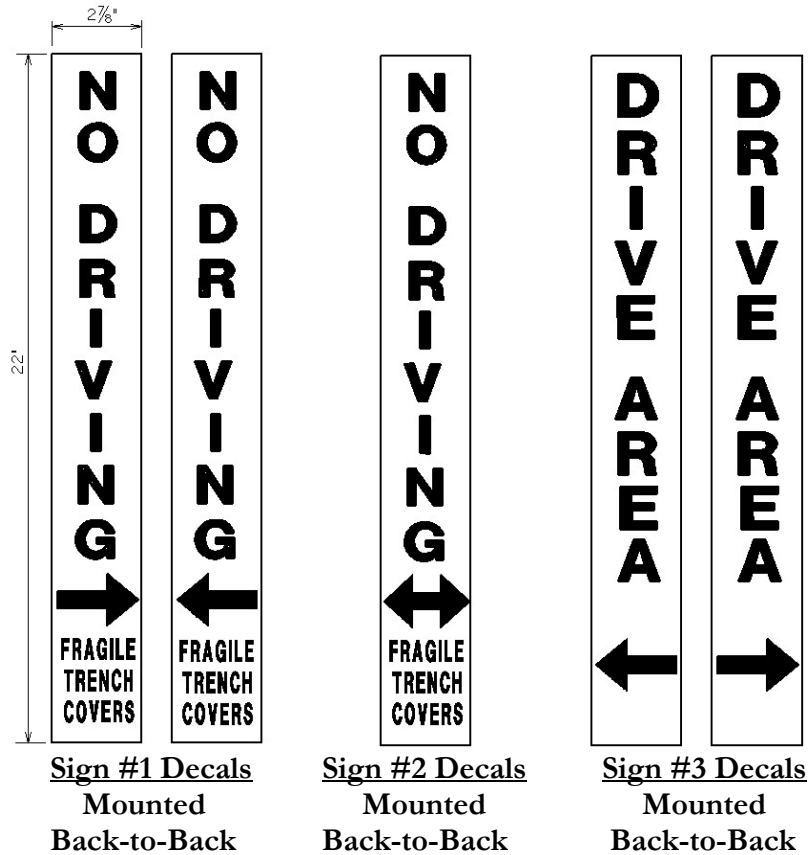 2⅞"
22"
NO DRIVING
FRAGILE
TRENCH
COVERS
NO DRIVING
FRAGILE
TRENCH
COVERS
Sign #1 Decals
Mounted
Back-to-Back
NO DRIVING
FRAGILE
TRENCH
COVERS
Sign #2 Decals
Mounted
Back-to-Back
DRIVE AREA
DRIVE AREA
Sign #3 Decals
Mounted
Back-to-Back